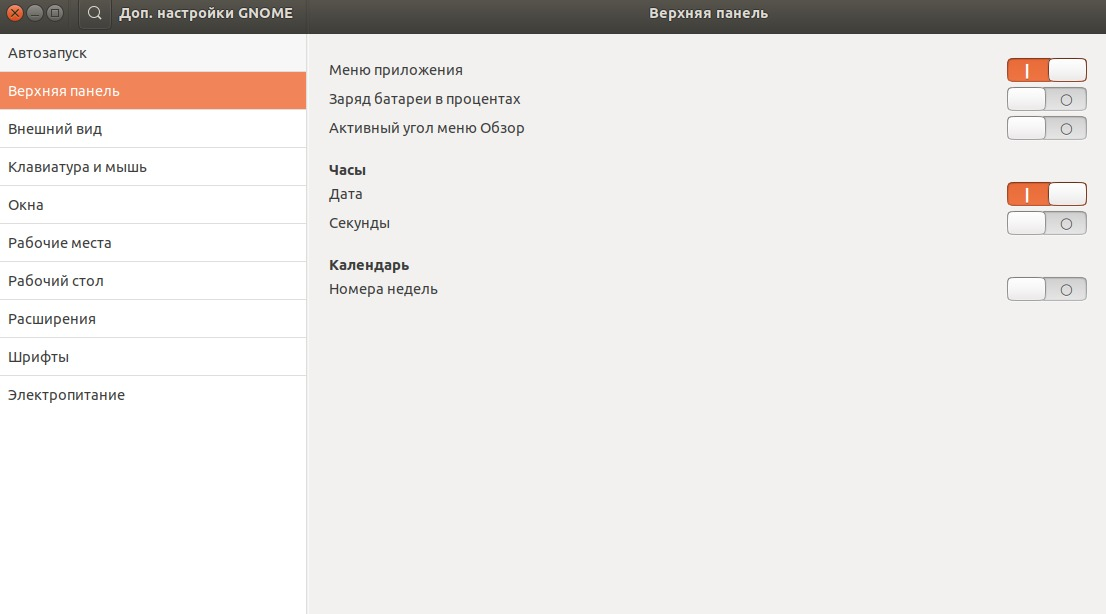 Доп. настройки GNOME
Верхняя панель
Автозапуск
Верхняя панель
Внешний вид
Клавиатура и мышь
Окна
Рабочие места
Рабочий стол
Расширения
Шрифты
Электропитание
Меню приложения
Заряд батареи в процентах
Активный угол меню Обзор
Часы
Дата
Секунды
Календарь
Номера недель